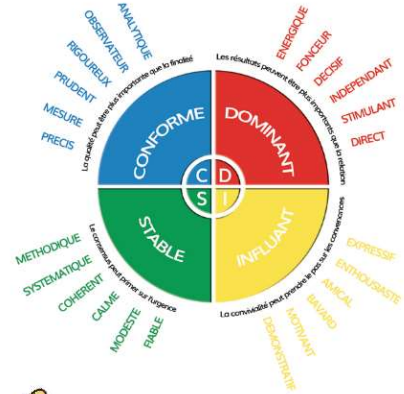 ANALYTIQUE
OBSERVATEUR
RIGOUREUX
PRUDENT
MESURE
PRECIS
La qualité peut être plus importante que la finalité
CONFORME
C
ENERGIQUE
FONCEUR
DECISIF
INDEPENDANT
STIMULANT
DIRECT
Les résultats peuvent être plus importants que la relation
DOMINANT
D
METHODIQUE
SYSTEMATIQUE
COHERENT
CALME
MODESTE
FIABLE
Le consensus peut primer sur l'urgence
STABLE
S
EXPRESSIF
ENTHOUSIASTE
AMICAL
BAVARD
MOTIVANT
DEMONSTRATIF
La convivialité peut prendre le pas sur les convenances
INFLUANT
I